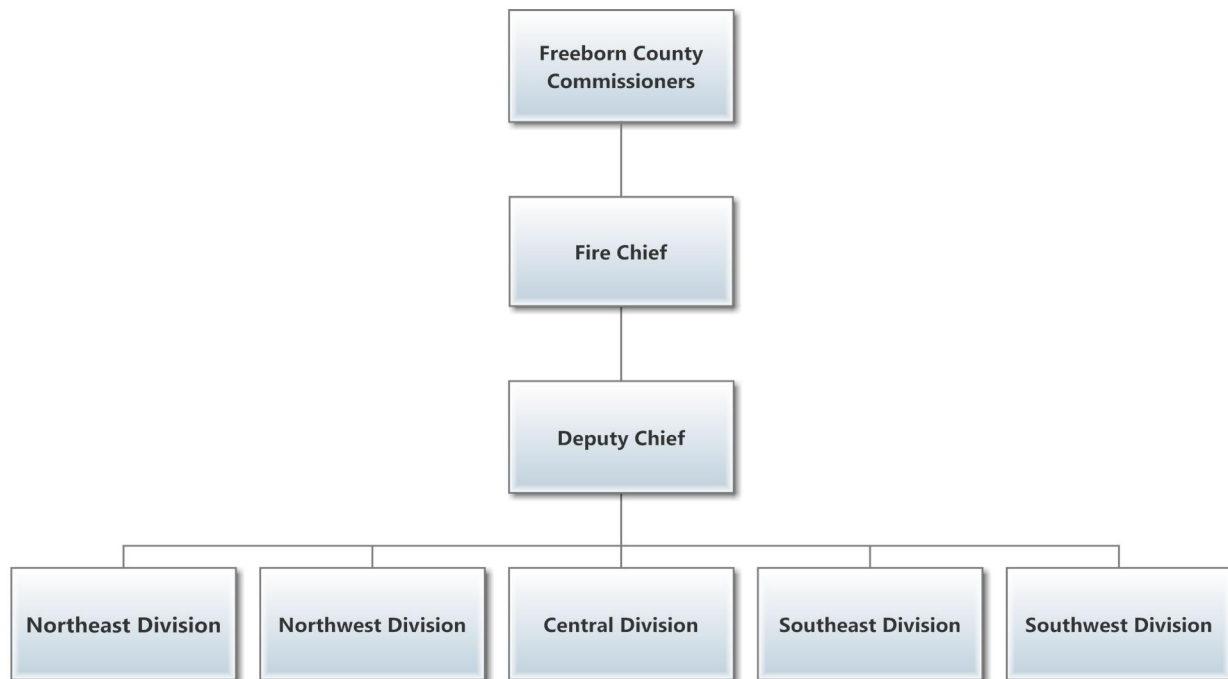 Freeborn County
Commissioners
Fire Chief
Deputy Chief
Northeast Division
Northwest Division
Central Division
Southeast Division
Southwest Division